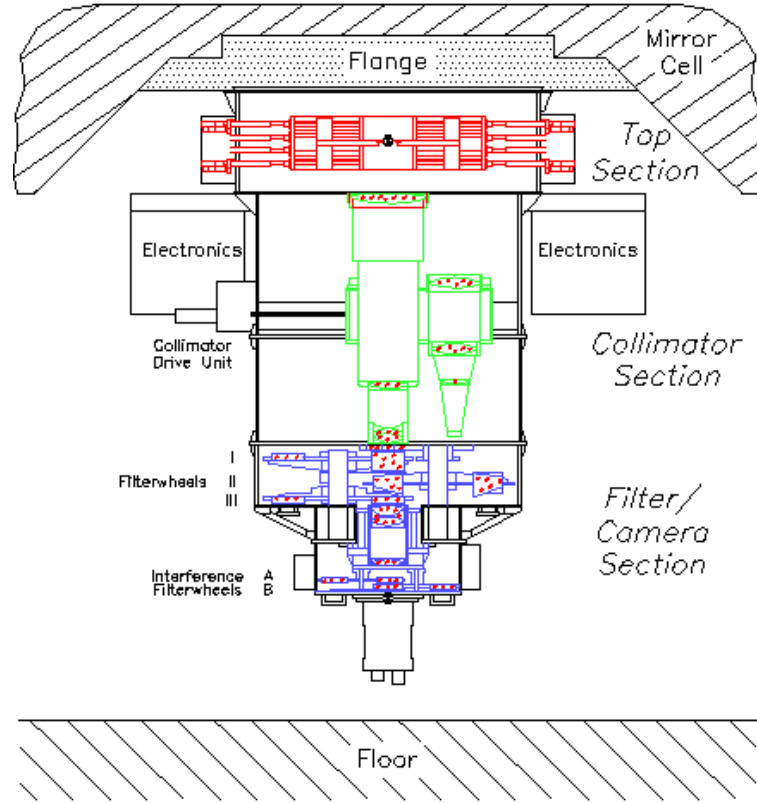 Flange
Mirror
Cell
Top
Section
Electronics
Electronics
Collimator
Drive Unit
Collimator
Section
I
Filterwheels II
III
Filter/
Camera
Section
Interference A
Filterwheels B
Floor